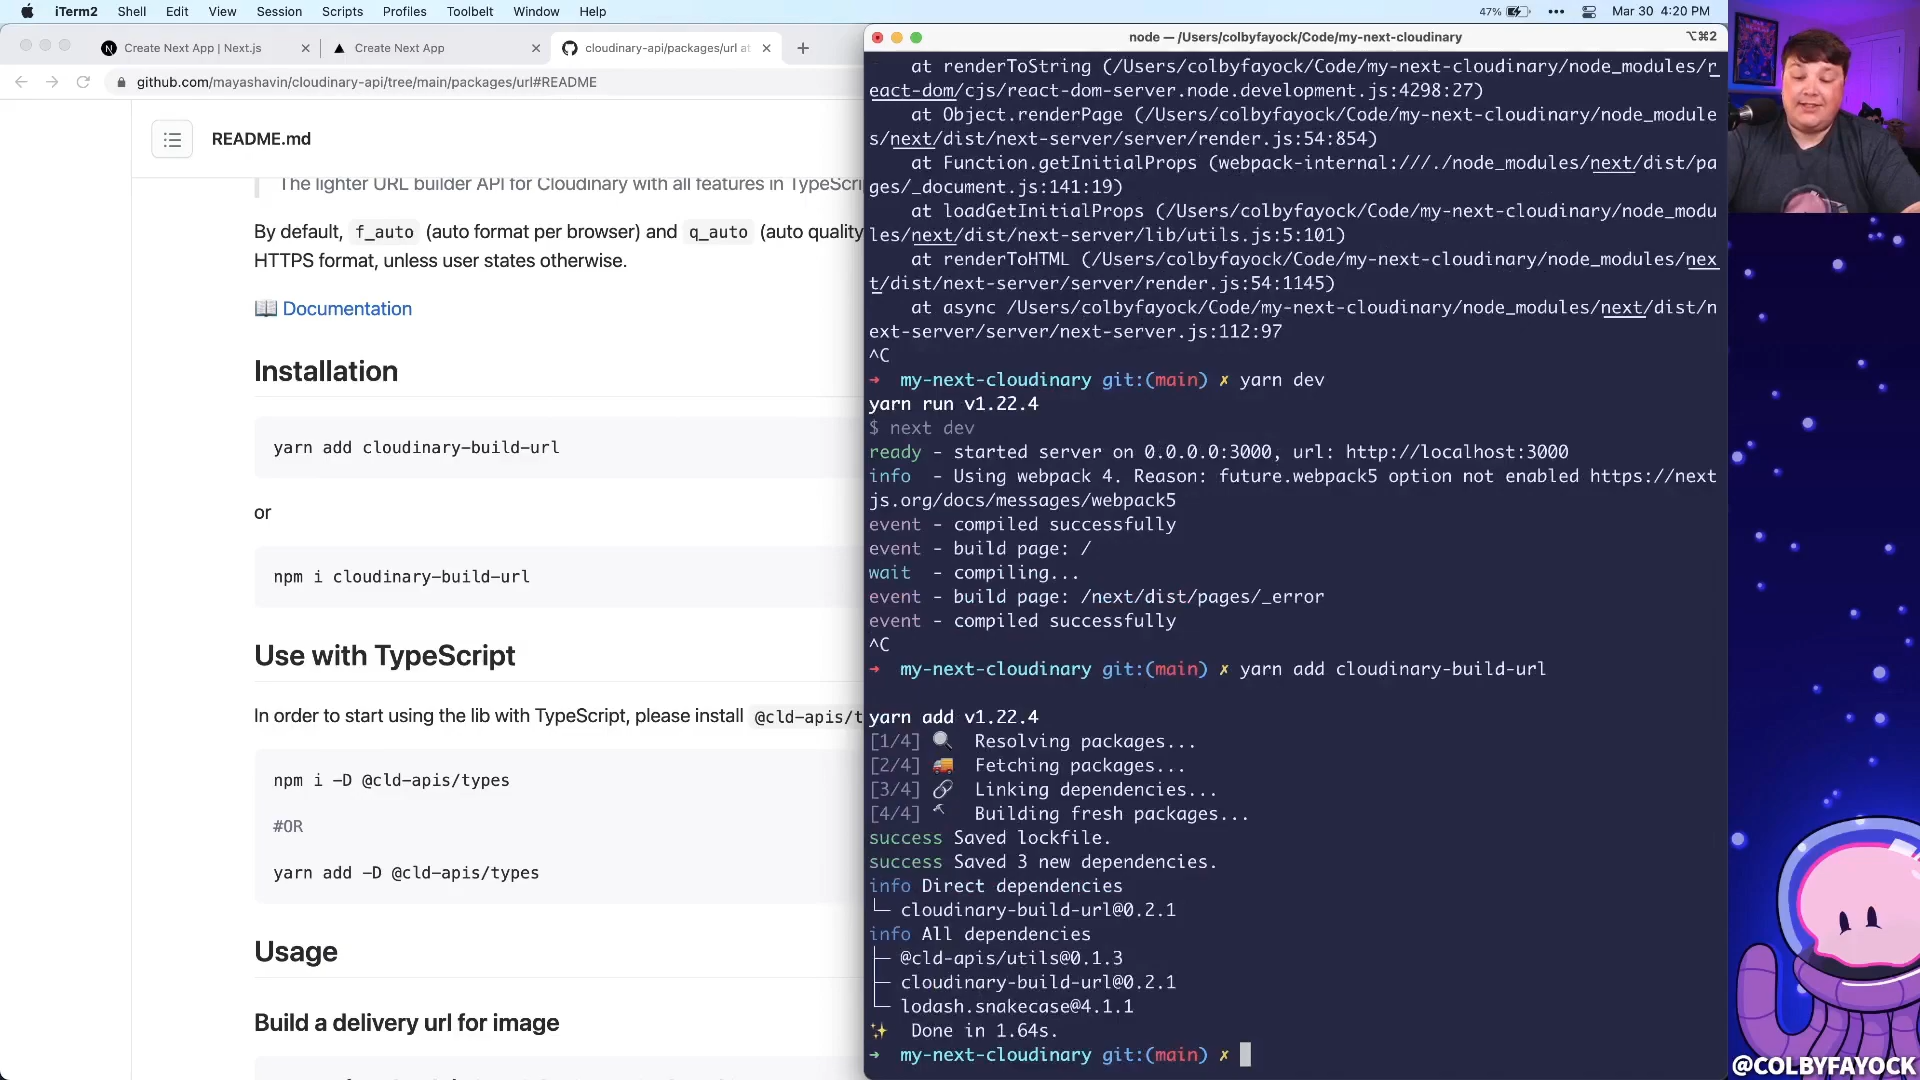 iTerm2 Shell Edit View Session Scripts Profiles Toolbelt Window Help 47% Mar 30 4:20 PM
Create Next App | Next.js
Create Next App
cloudinary-api/packages/url at
github.com/mayashavin/cloudinary-api/tree/main/packages/url#README
README.md
The lighter URL builder API for Cloudinary with all features in TypeScri
By default, f_auto (auto format per browser) and q_auto (auto quality
HTTPS format, unless user states otherwise.
📖 Documentation
Installation
yarn add cloudinary-build-url
or
npm i cloudinary-build-url
Use with TypeScript
In order to start using the lib with TypeScript, please install @cld-apis/t
npm i -D @cld-apis/types
#OR
yarn add -D @cld-apis/types
Usage
Build a delivery url for image
node — /Users/colbyfayock/Code/my-next-cloudinary ⌥⌘2
at renderToString (/Users/colbyfayock/Code/my-next-cloudinary/node_modules/r
eact-dom/cjs/react-dom-server.node.development.js:4298:27)
at Object.renderPage (/Users/colbyfayock/Code/my-next-cloudinary/node_module
s/next/dist/next-server/server/render.js:54:854)
at Function.getInitialProps (webpack-internal:///./node_modules/next/dist/pa
ges/_document.js:141:19)
at loadGetInitialProps (/Users/colbyfayock/Code/my-next-cloudinary/node_modu
les/next/dist/next-server/lib/utils.js:5:101)
at renderToHTML (/Users/colbyfayock/Code/my-next-cloudinary/node_modules/nex
t/dist/next-server/server/render.js:54:1145)
at async /Users/colbyfayock/Code/my-next-cloudinary/node_modules/next/dist/n
ext-server/server/next-server.js:112:97
^C
➜ my-next-cloudinary git:(main) ✗ yarn dev
yarn run v1.22.4
$ next dev
ready - started server on 0.0.0.0:3000, url: http://localhost:3000
info - Using webpack 4. Reason: future.webpack5 option not enabled https://next
js.org/docs/messages/webpack5
event - compiled successfully
event - build page: /
wait - compiling...
event - build page: /next/dist/pages/_error
event - compiled successfully
^C
➜ my-next-cloudinary git:(main) ✗ yarn add cloudinary-build-url
yarn add v1.22.4
[1/4] 🔍 Resolving packages...
[2/4] 🚚 Fetching packages...
[3/4] 🔗 Linking dependencies...
[4/4] 🔨 Building fresh packages...
success Saved lockfile.
success Saved 3 new dependencies.
info Direct dependencies
└─ cloudinary-build-url@0.2.1
info All dependencies
├─ @cld-apis/utils@0.1.3
├─ cloudinary-build-url@0.2.1
└─ lodash.snakecase@4.1.1
✨ Done in 1.64s.
➜ my-next-cloudinary git:(main) ✗
@COLBYFAYOCK